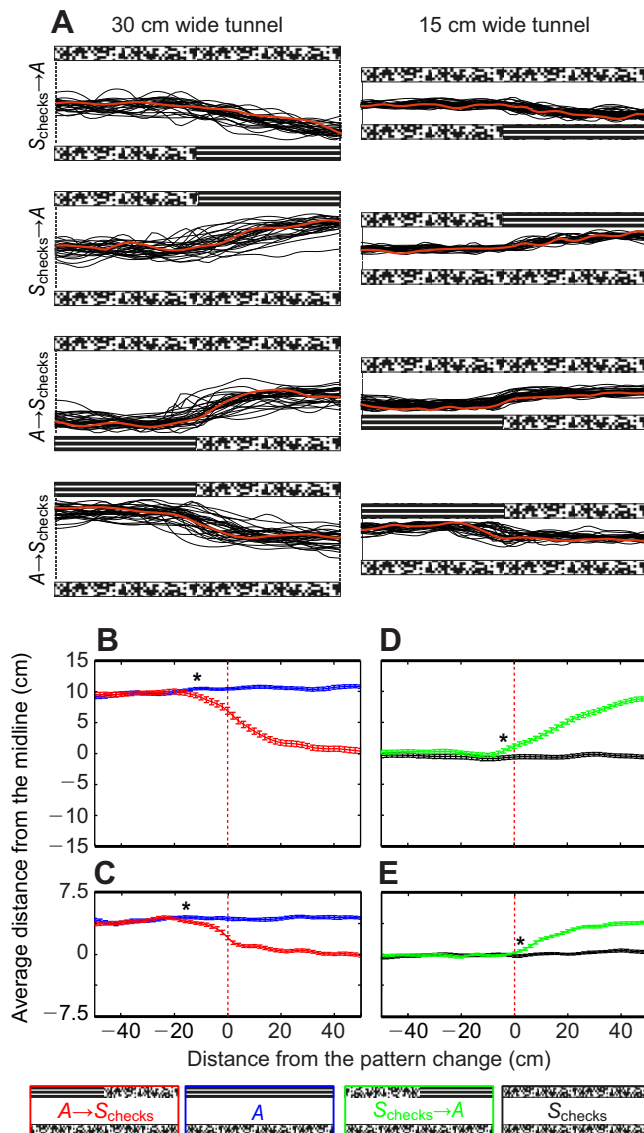 A
30 cm wide tunnel
15 cm wide tunnel
Schecks→A
Schecks→A
A→Schecks
A→Schecks
B
D
Average distance from the midline (cm)
15
10
5
0
−5
−10
−15
*
*
C
E
7.5
0
−7.5
*
*
−40 −20 0 20 40
−40 −20 0 20 40
Distance from the pattern change (cm)
A→Schecks
A
Schecks→A
Schecks